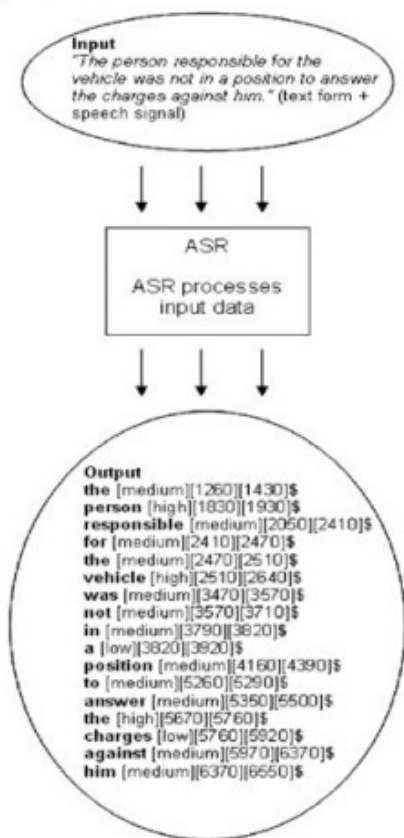 Input
"The person responsible for the
vehicle was not in a position to answer
the charges against him." (text form +
speech signal)
ASR
ASR processes
input data
Output
the [medium][1260][1430]$
person [high][1830][1930]$
responsible [medium][2050][2410]$
for [medium][2410][2470]$
the [medium][2470][2510]$
vehicle [high][2510][2640]$
was [medium][3470][3570]$
not [medium][3570][3710]$
in [medium][3790][3820]$
a [low][3820][3920]$
position [medium][4160][4390]$
to [medium][5260][5290]$
answer [medium][5350][5500]$
the [high][5670][5760]$
charges [low][5760][5920]$
against [medium][5970][6370]$
him [medium][6370][6550]$